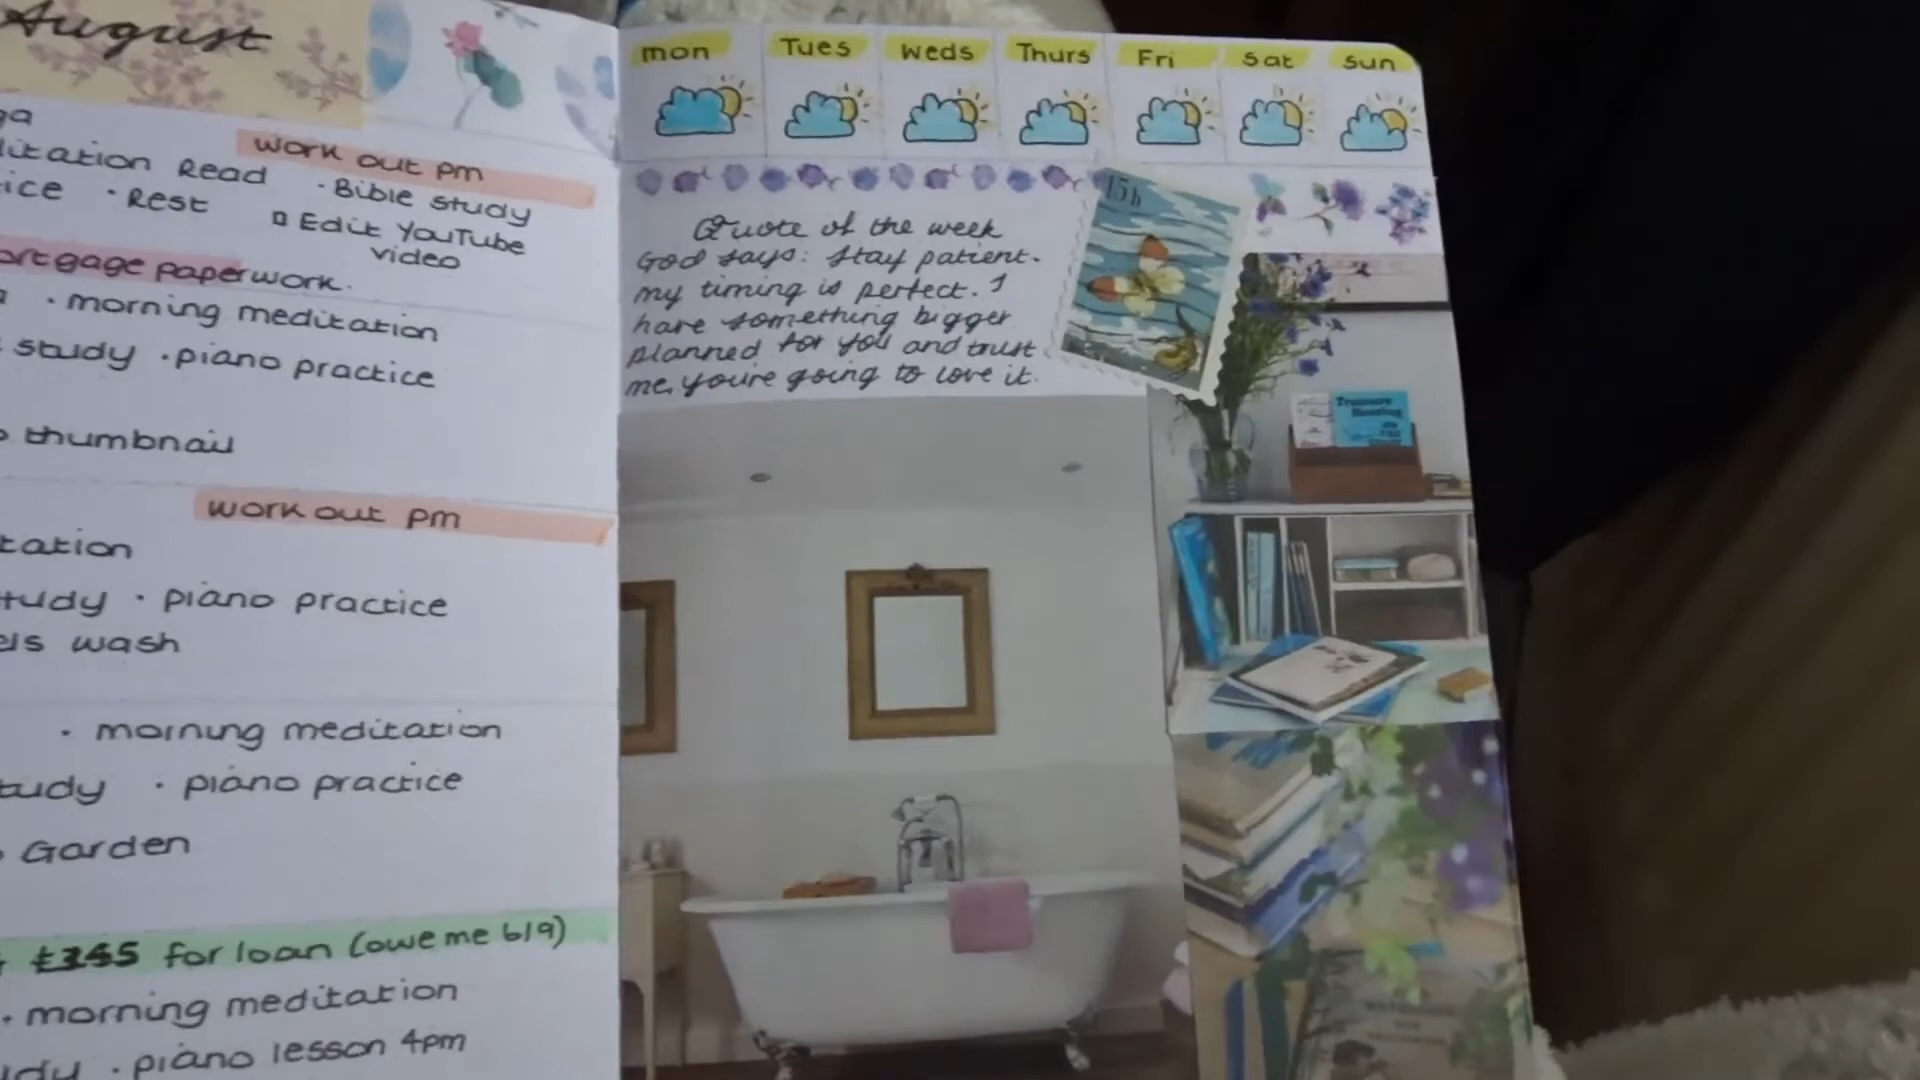 August
work out pm
ditation Read · Bible study
ice · Rest □ Edit YouTube
video
ortgage paperwork.
· morning meditation
study · piano practice
thumbnail
work out pm
tation
tudy · piano practice
els wash
· morning meditation
tudy · piano practice
Garden
for loan (owe me 619)
· morning meditation
udy · piano lesson 4pm
mon Tues weds Thurs Fri Sat Sun
Quote of the week
God says: Stay patient.
my timing is perfect. I
have something bigger
planned for you and trust
me, you're going to love it.
15h